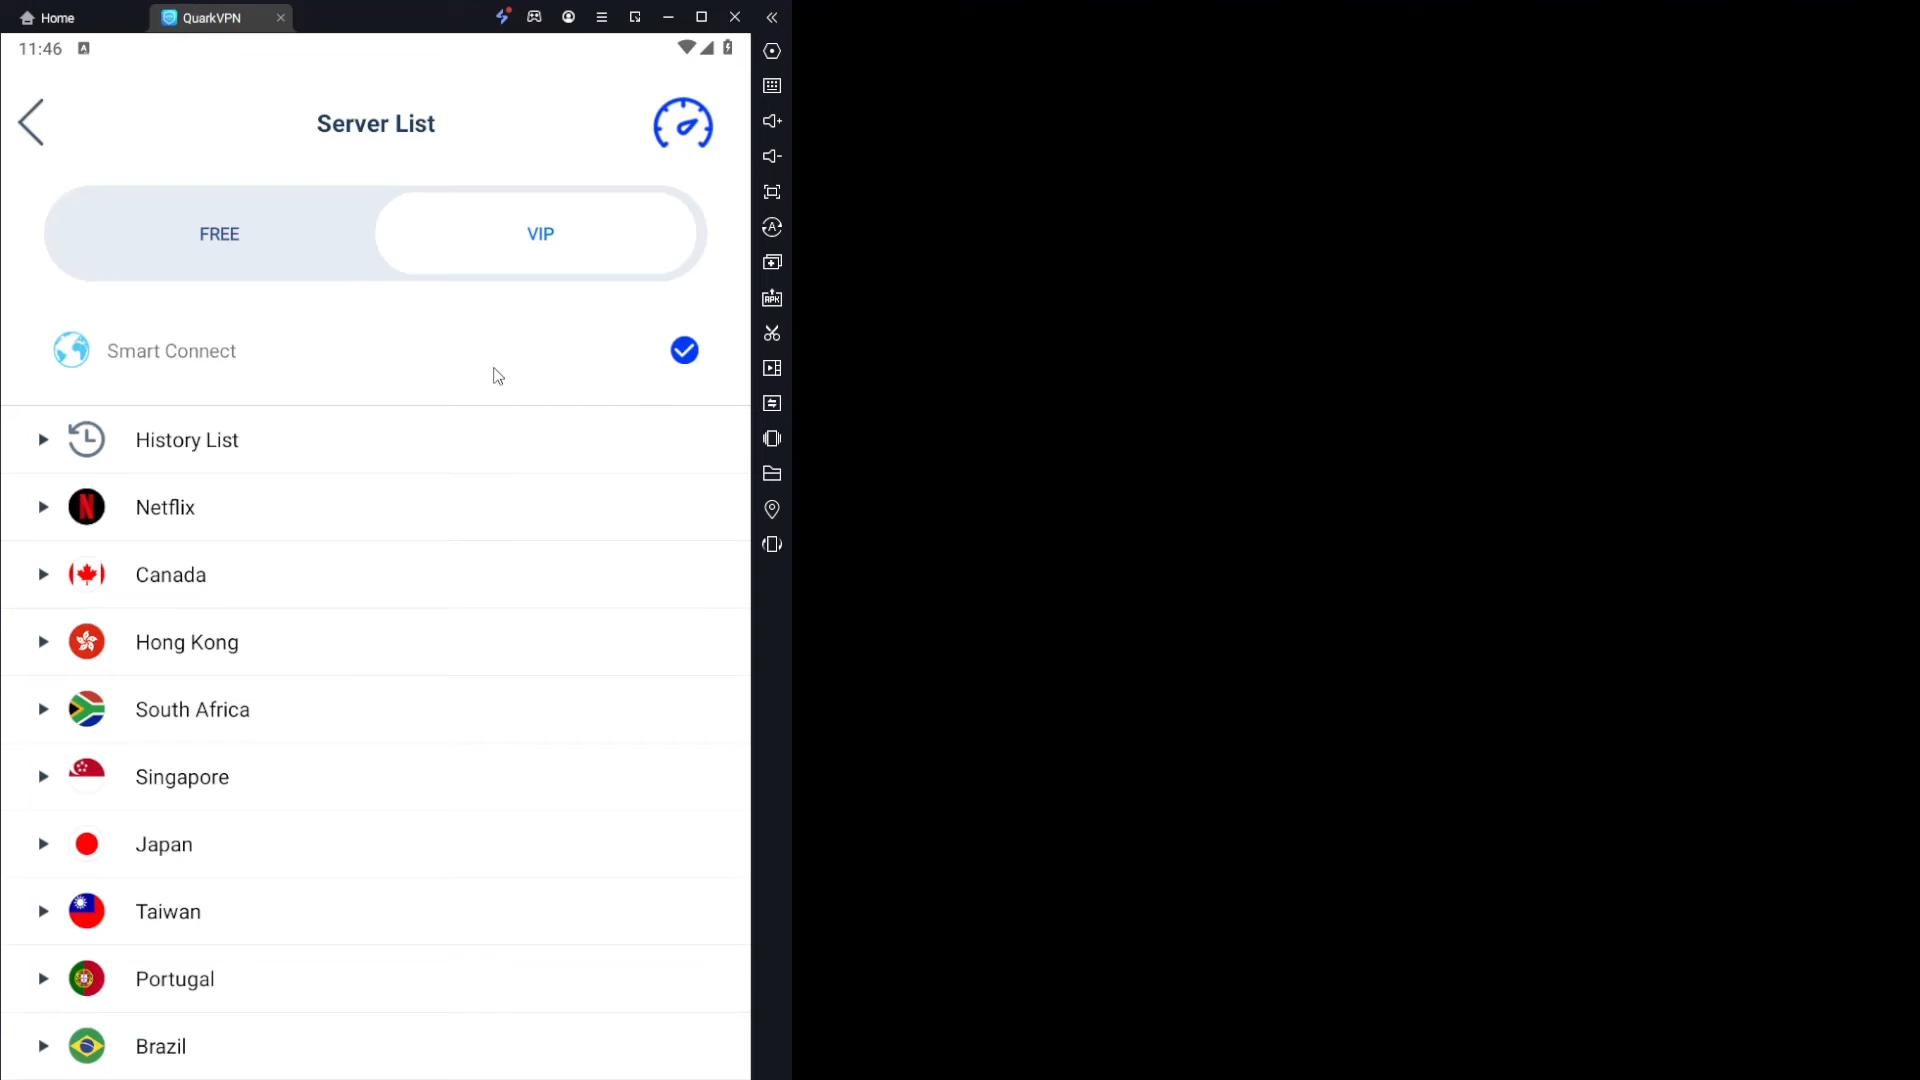 Home
QuarkVPN
11:46
A
Server List
FREE
VIP
Smart Connect
History List
N
Netflix
Canada
Hong Kong
South Africa
Singapore
Japan
Taiwan
Portugal
Brazil
A
APK